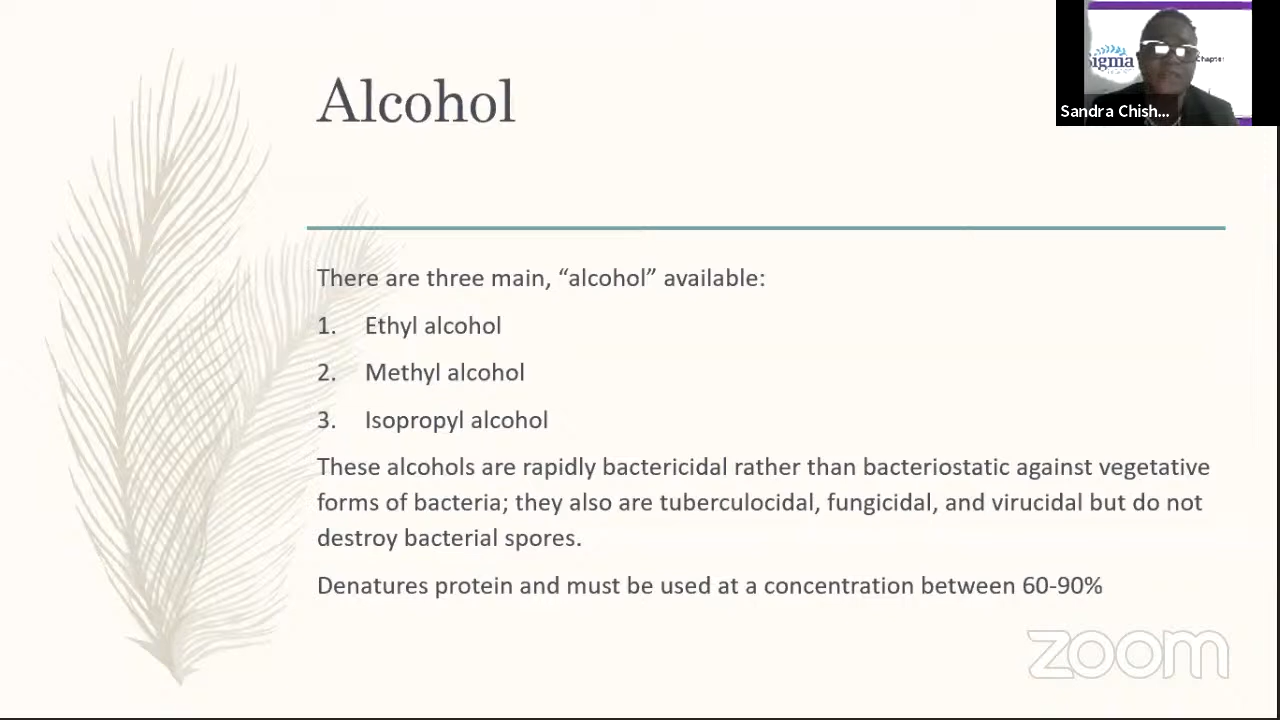 Alcohol
Sigma
Chapter
Sandra Chish...
There are three main, “alcohol” available:
1. Ethyl alcohol
2. Methyl alcohol
3. Isopropyl alcohol
These alcohols are rapidly bactericidal rather than bacteriostatic against vegetative
forms of bacteria; they also are tuberculocidal, fungicidal, and virucidal but do not
destroy bacterial spores.
Denatures protein and must be used at a concentration between 60-90%
zoom